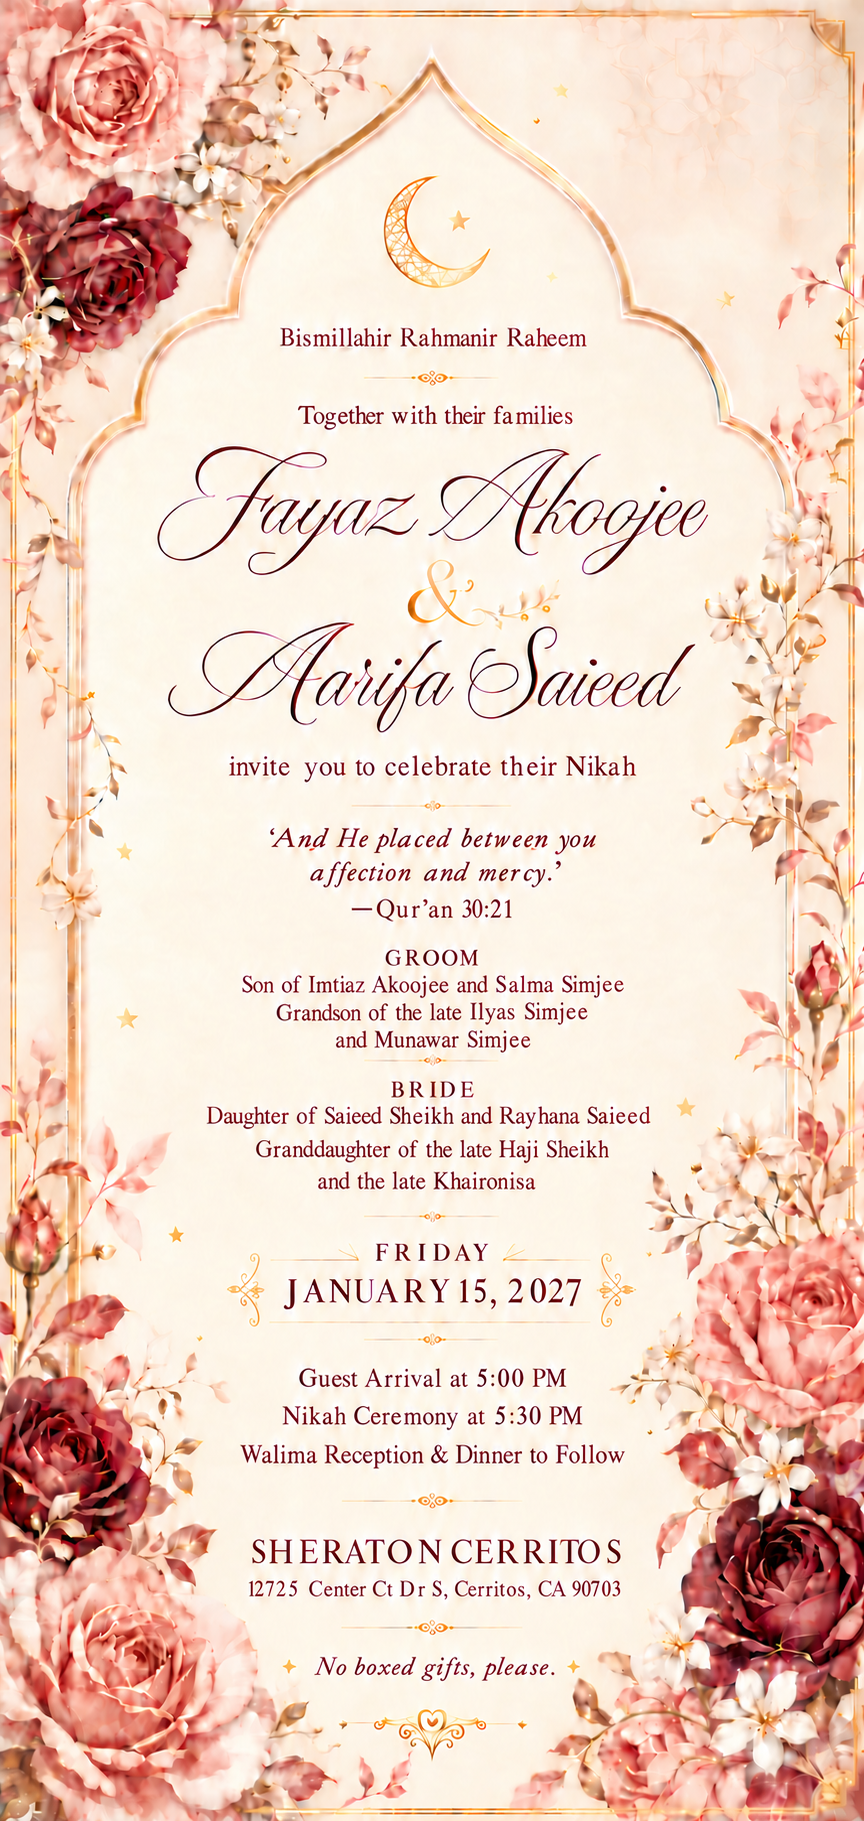 Bismillahir Rahmanir Raheem
Together with their families
Fayaz Akoojee
&
Aarifa Saieed
invite you to celebrate their Nikah
‘And He placed between you
affection and mercy.’
—Qur’an 30:21
GROOM
Son of Imtiaz Akoojee and Salma Simjee
Grandson of the late Ilyas Simjee
and Munawar Simjee
BRIDE
Daughter of Saieed Sheikh and Rayhana Saieed
Granddaughter of the late Haji Sheikh
and the late Khaironisa
FRIDAY
JANUARY 15, 2027
Guest Arrival at 5:00 PM
Nikah Ceremony at 5:30 PM
Walima Reception & Dinner to Follow
SHERATON CERRITOS
12725 Center Ct Dr S, Cerritos, CA 90703
No boxed gifts, please.